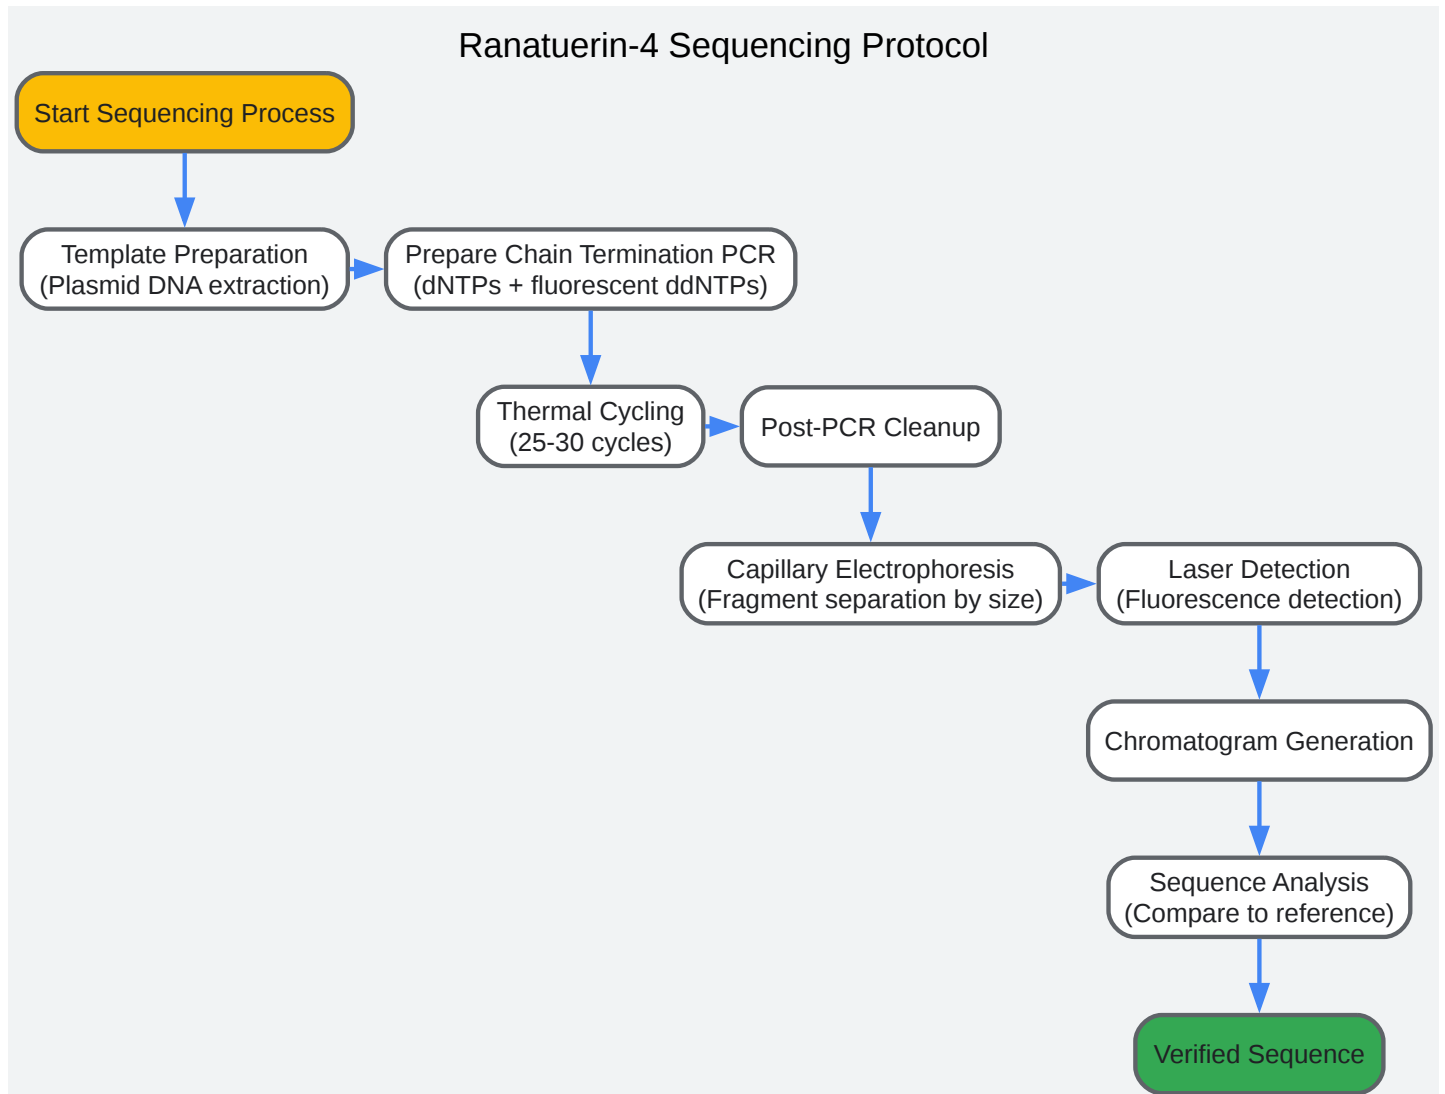 Ranatuerin-4 Sequencing Protocol
Start Sequencing Process
Template Preparation
(Plasmid DNA extraction)
Prepare Chain Termination PCR
(dNTPs + fluorescent ddNTPs)
Thermal Cycling
(25-30 cycles)
Post-PCR Cleanup
Capillary Electrophoresis
(Fragment separation by size)
Laser Detection
(Fluorescence detection)
Chromatogram Generation
Sequence Analysis
(Compare to reference)
Verified Sequence